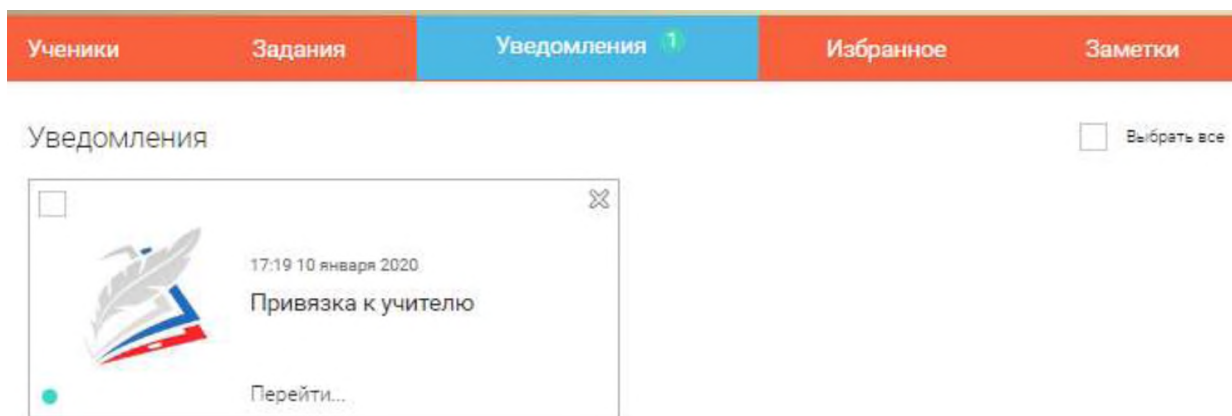 Ученики Задания Уведомления 1 Избранное Заметки
Уведомления Выбрать все
17:19 10 января 2020
Привязка к учителю
Перейти...